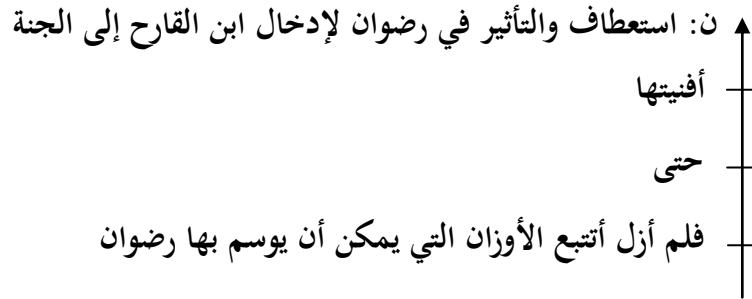 ن: استعطاف والتأثير في رضوان لإدخال ابن القارح إلى الجنة
أفنيتها
حتى
فلم أزل أتتبع الأوزان التي يمكن أن يوسم بها رضوان